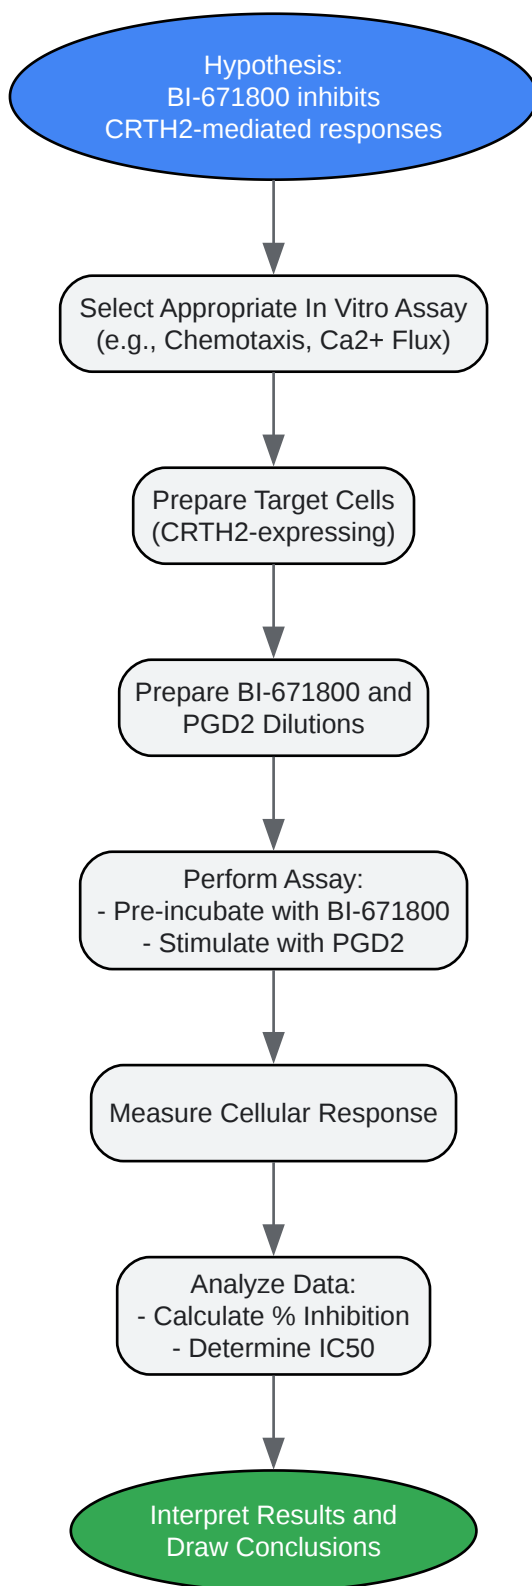 Hypothesis:
BI-671800 inhibits
CRTH2-mediated responses
Select Appropriate In Vitro Assay
(e.g., Chemotaxis, Ca2+ Flux)
Prepare Target Cells
(CRTH2-expressing)
Prepare BI-671800 and
PGD2 Dilutions
Perform Assay:
- Pre-incubate with BI-671800
- Stimulate with PGD2
Measure Cellular Response
Analyze Data:
- Calculate % Inhibition
- Determine IC50
Interpret Results and
Draw Conclusions